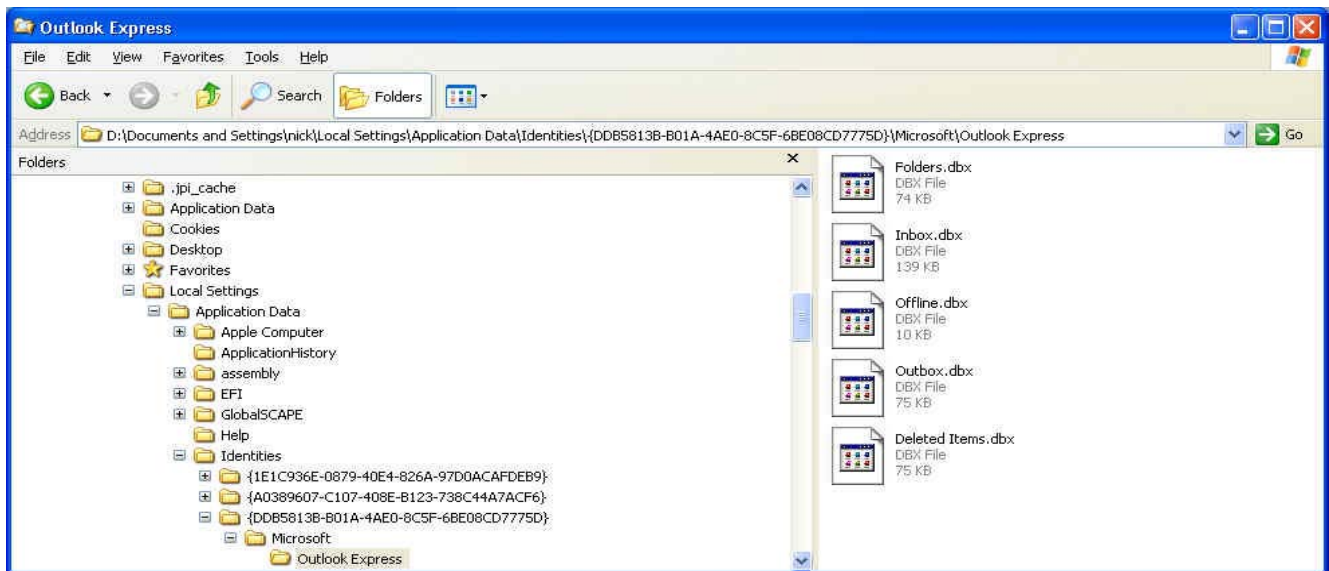 Outlook Express
File Edit View Favorites Tools Help
Back Search Folders
Address D:\Documents and Settings\nick\Local Settings\Application Data\Identities\{DDB5813B-B01A-4AE0-8C5F-6BE08CD7775D}\Microsoft\Outlook Express Go
Folders
.jpi_cache
Application Data
Cookies
Desktop
Favorites
Local Settings
Application Data
Apple Computer
ApplicationHistory
assembly
EFI
GlobalSCAPE
Help
Identities
{1E1C936E-0879-40E4-826A-97D0ACAFDEB9}
{A0389607-C107-408E-B123-738C44A7ACF6}
{DDB5813B-B01A-4AE0-8C5F-6BE08CD7775D}
Microsoft
Outlook Express
Folders.dbx
DBX File
74 KB
Inbox.dbx
DBX File
139 KB
Offline.dbx
DBX File
10 KB
Outbox.dbx
DBX File
75 KB
Deleted Items.dbx
DBX File
75 KB